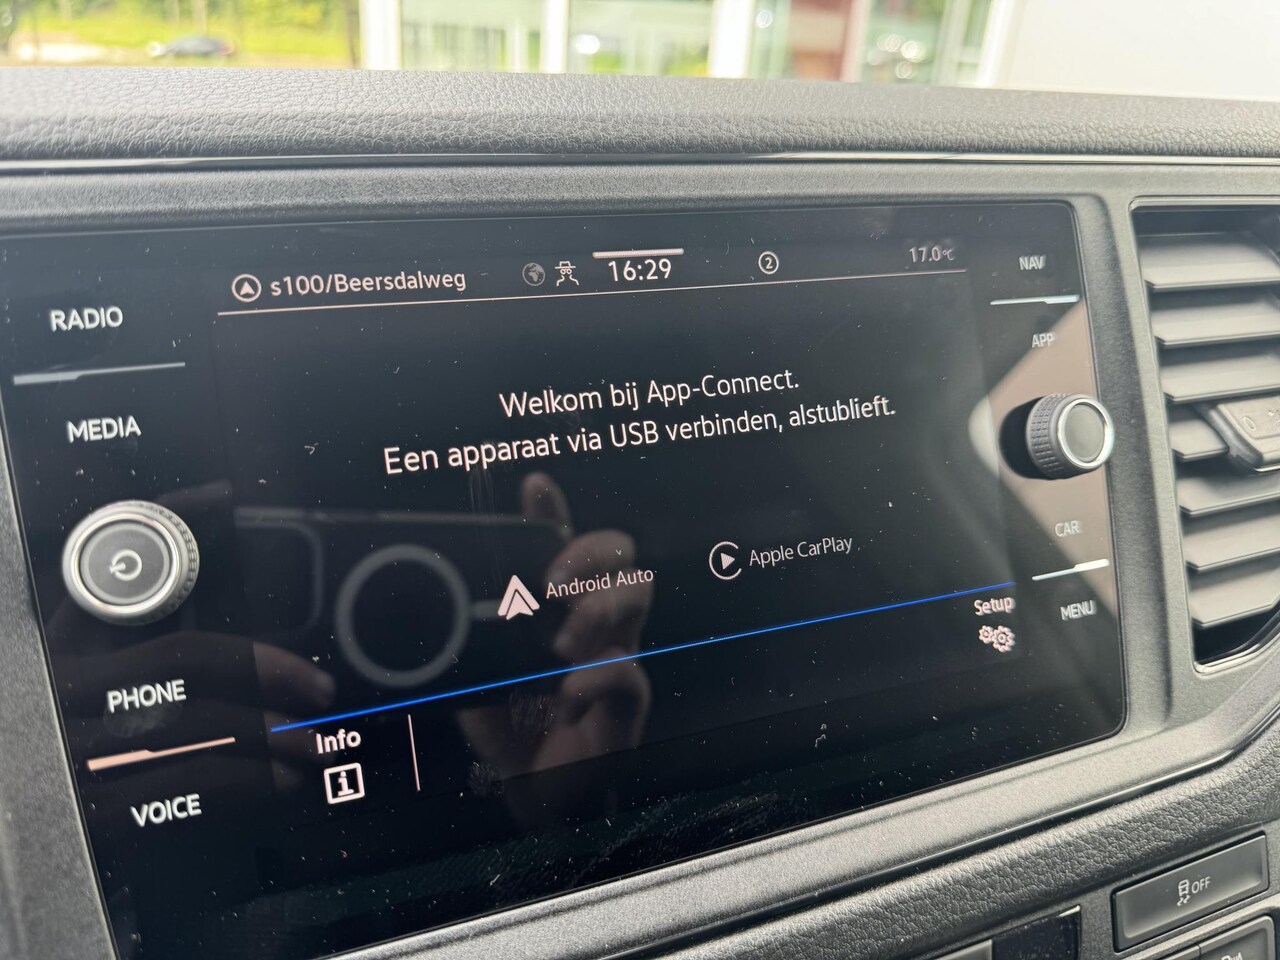 s100/Beersdalweg
16:29
2
17.0°C
NAV
RADIO
APP
Welkom bij App-Connect.
Een apparaat via USB verbinden, alstublieft.
MEDIA
CAR
Android Auto
Apple CarPlay
Setup
MENU
PHONE
Info
i
VOICE
OFF